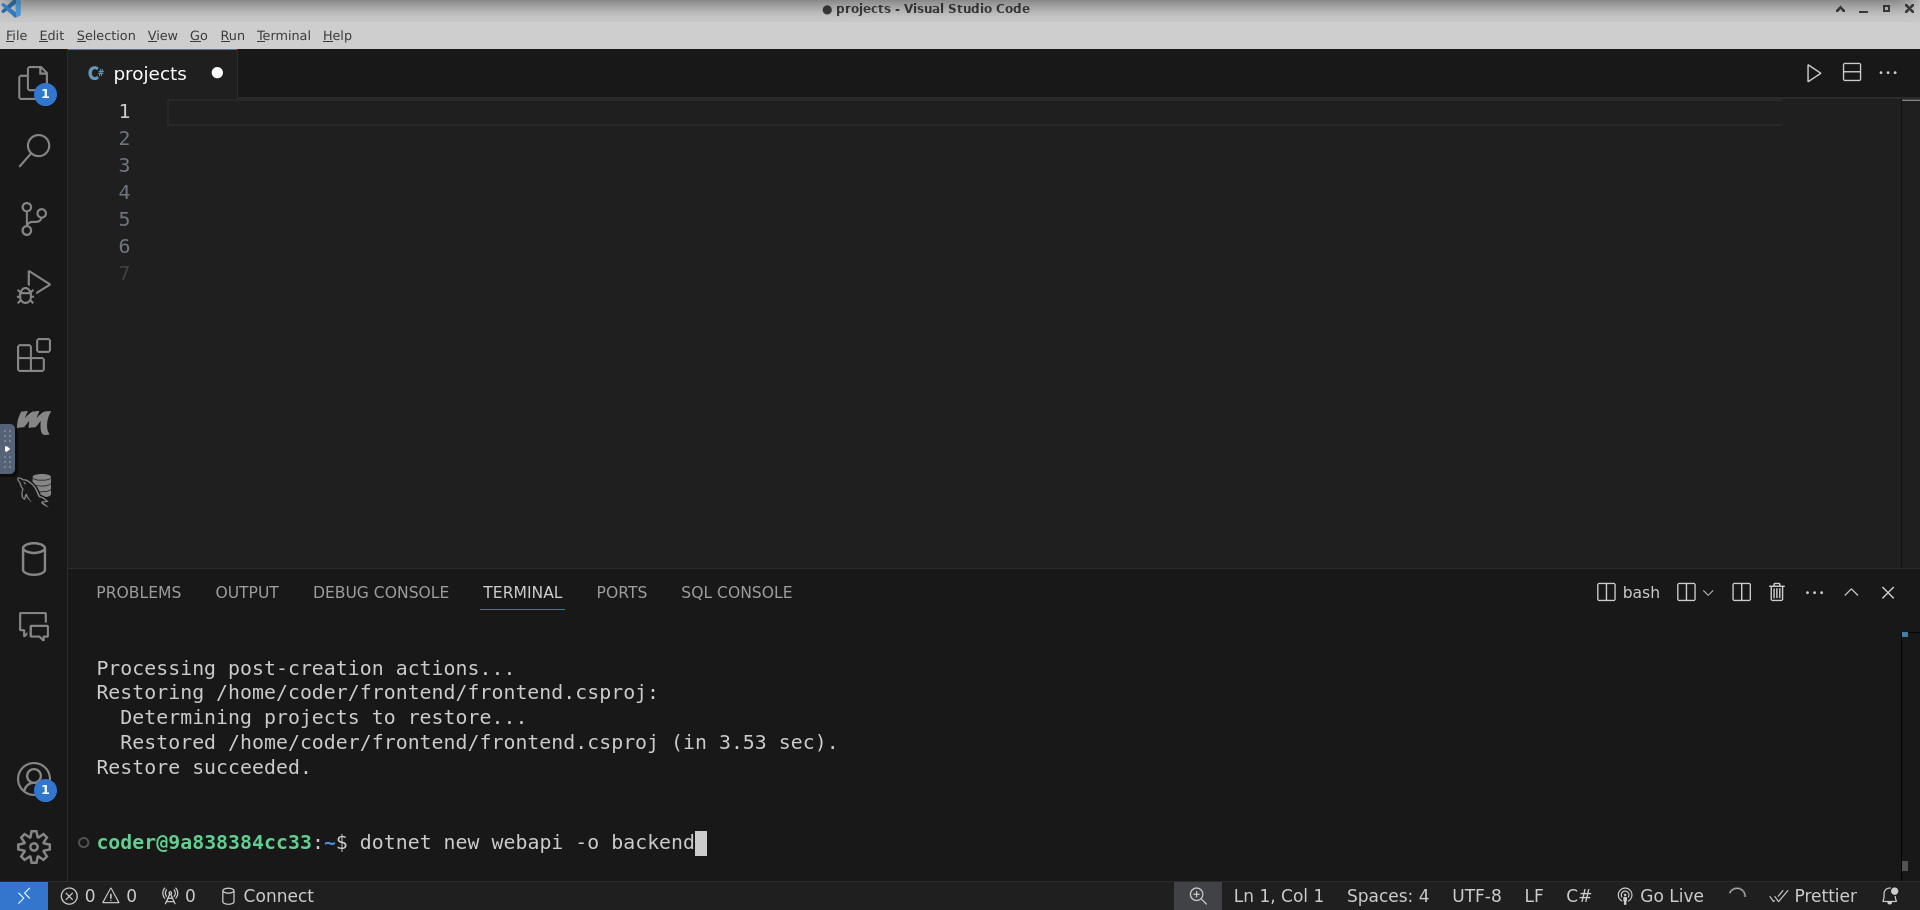 ● projects - Visual Studio Code
File Edit Selection View Go Run Terminal Help
C# projects
1
1
2
3
4
5
6
7
PROBLEMS OUTPUT DEBUG CONSOLE TERMINAL PORTS SQL CONSOLE
bash
Processing post-creation actions...
Restoring /home/coder/frontend/frontend.csproj:
Determining projects to restore...
Restored /home/coder/frontend/frontend.csproj (in 3.53 sec).
Restore succeeded.
1
coder@9a838384cc33:~$ dotnet new webapi -o backend
0 0 0 Connect Ln 1, Col 1 Spaces: 4 UTF-8 LF C# Go Live Prettier